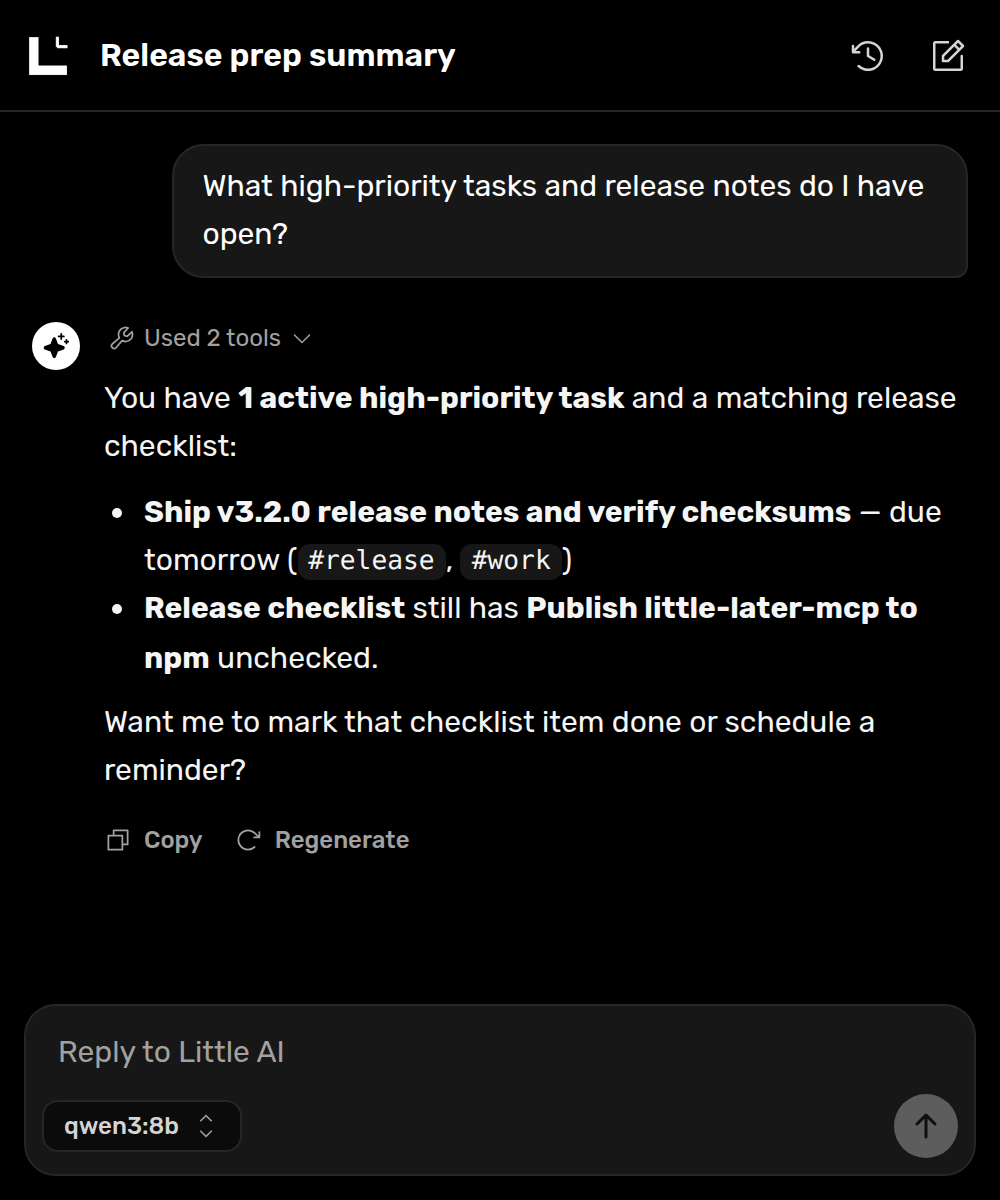 Release prep summary
What high-priority tasks and release notes do I have
open?
Used 2 tools
You have 1 active high-priority task and a matching release
checklist:
• Ship v3.2.0 release notes and verify checksums — due
tomorrow (#release, #work)
• Release checklist still has Publish little-later-mcp to
npm unchecked.
Want me to mark that checklist item done or schedule a
reminder?
Copy Regenerate
Reply to Little AI
qwen3:8b